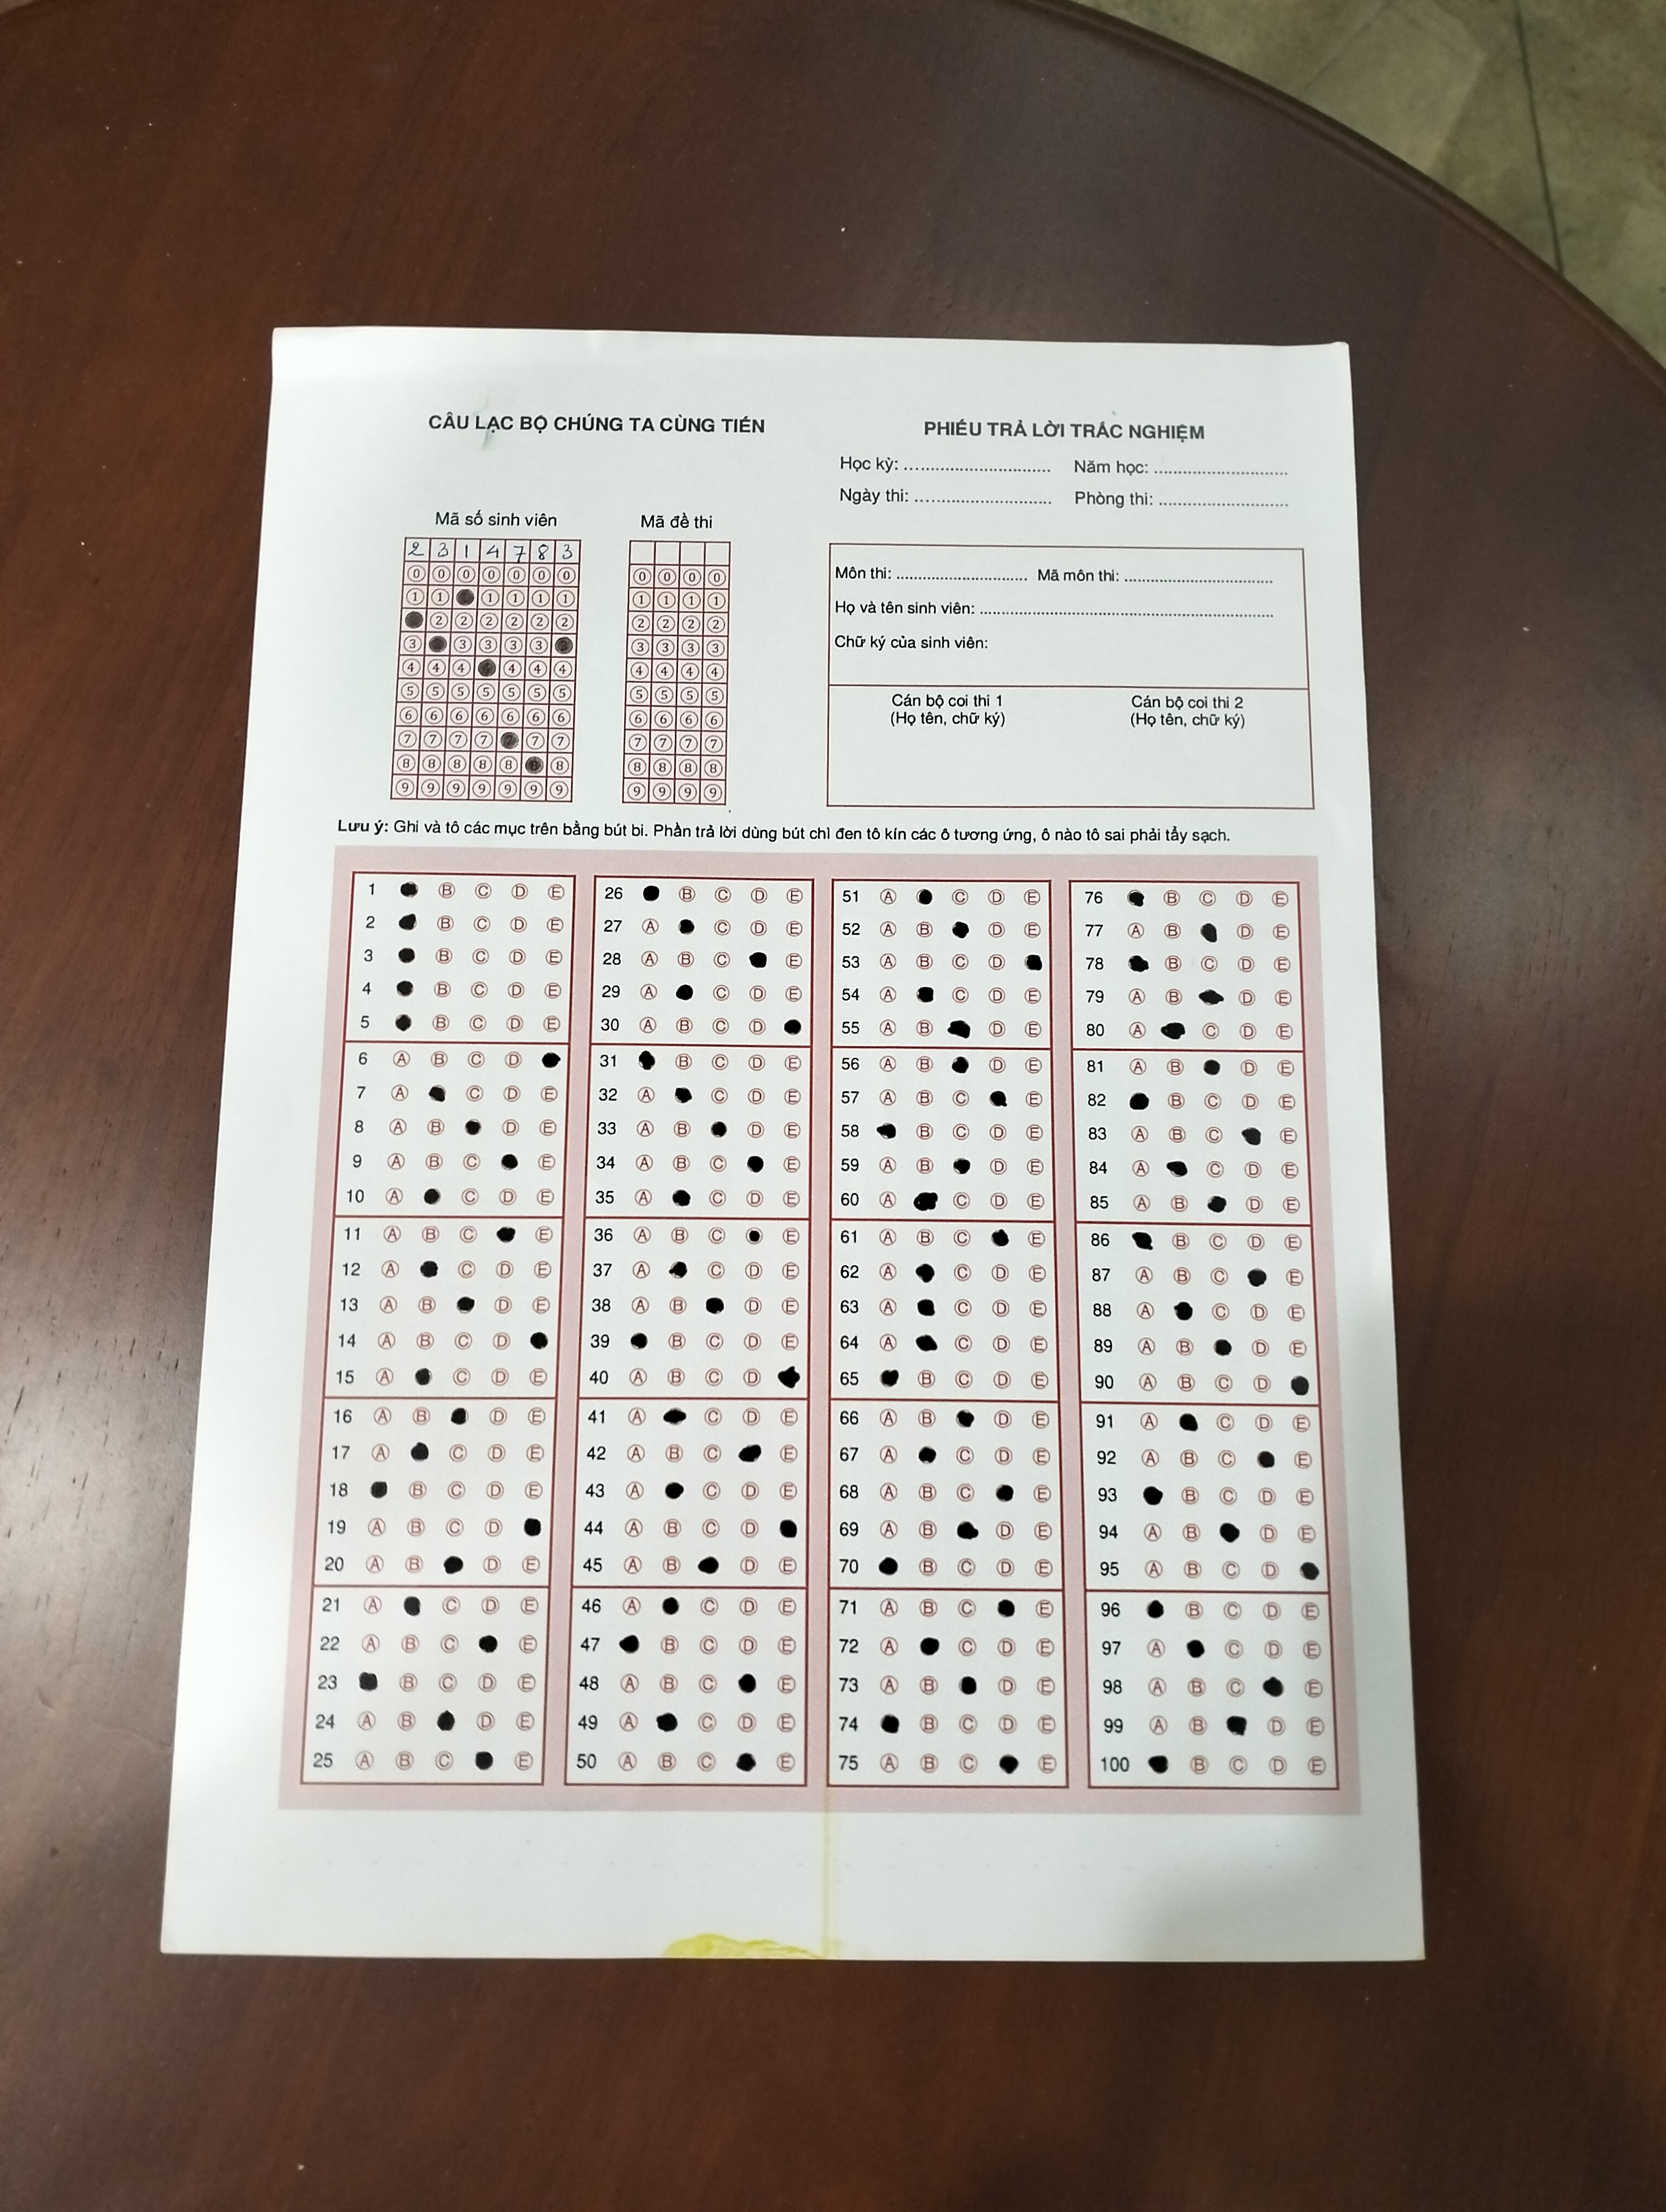 CÂU LẠC BỘ CHÚNG TA CÙNG TIẾN
PHIẾU TRẢ LỜI TRẮC NGHIỆM
Học kỳ: ............................ Năm học: ............................
Ngày thi: ............................ Phòng thi: ............................
Mã số sinh viên
2 3 1 4 7 8 3
0 0 0 0 0 0 0
1 1 1 1 1 1
2 2 2 2 2 2
3 3 3 3 3
4 4 4 4 4 4
5 5 5 5 5 5 5
6 6 6 6 6 6 6
7 7 7 7 7 7 7
8 8 8 8 8 8
9 9 9 9 9 9 9
Mã đề thi
0 0 0 0
1 1 1 1
2 2 2 2
3 3 3 3
4 4 4 4
5 5 5 5
6 6 6 6
7 7 7 7
8 8 8 8
9 9 9 9
Môn thi: ............................ Mã môn thi: ............................
Họ và tên sinh viên: ............................
Chữ ký của sinh viên:
Cán bộ coi thi 1
(Họ tên, chữ ký)
Cán bộ coi thi 2
(Họ tên, chữ ký)
Lưu ý: Ghi và tô các mục trên bằng bút bi. Phần trả lời dùng bút chì đen tô kín các ô tương ứng, ô nào tô sai phải tẩy sạch.
1 B C D E
2 B C D E
3 B C D E
4 B C D E
5 B C D E
6 A B C D
7 A C D E
8 A B D E
9 A B C E
10 A C D E
11 A B C E
12 A C D E
13 A B D E
14 A B C D
15 A C D E
16 A B D E
17 A C D E
18 B C D E
19 A B C D
20 A B D E
21 A C D E
22 A B C E
23 B C D E
24 A B D E
25 A B C E
26 B C D E
27 A C D E
28 A B C E
29 A C D E
30 A B C D
31 B C D E
32 A C D E
33 A B D E
34 A B C E
35 A C D E
36 A B C E
37 A C D E
38 A B D E
39 B C D E
40 A B C D
41 A C D E
42 A B C E
43 A C D E
44 A B C D
45 A B D E
46 A C D E
47 B C D E
48 A B C E
49 A C D E
50 A B C E
51 A C D E
52 A B D E
53 A B C D
54 A C D E
55 A B D E
56 A B D E
57 A B C E
58 B C D E
59 A B D E
60 A C D E
61 A B C E
62 A C D E
63 A C D E
64 A C D E
65 B C D E
66 A B D E
67 A C D E
68 A B C E
69 A B D E
70 B C D E
71 A B C E
72 A C D E
73 A B D E
74 B C D E
75 A B C E
76 B C D E
77 A B D E
78 B C D E
79 A B D E
80 A C D E
81 A B D E
82 B C D E
83 A B C E
84 A C D E
85 A B D E
86 B C D E
87 A B C E
88 A C D E
89 A B D E
90 A B C D
91 A C D E
92 A B C E
93 B C D E
94 A B D E
95 A B C D
96 B C D E
97 A C D E
98 A B C E
99 A B D E
100 B C D E